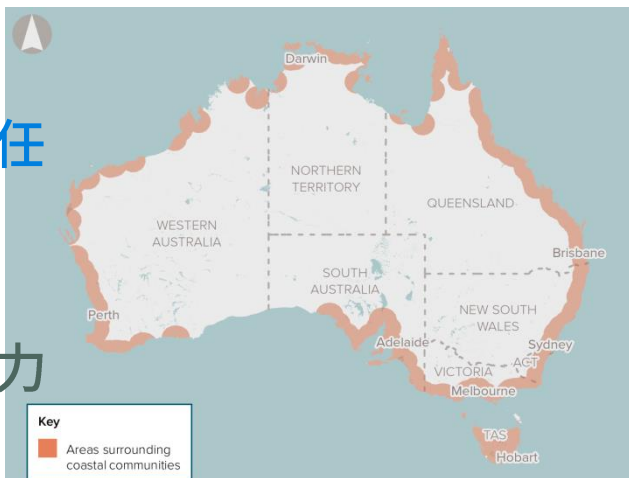 Darwin
任
NORTHERN
TERRITORY
QUEENSLAND
WESTERN
AUSTRALIA
Brisbane
SOUTH
AUSTRALIA
NEW SOUTH
WALES
Perth
Adelaide
Sydney
ACT
VICTORIA
力
Melbourne
Key
Areas surrounding
coastal communities
TAS
Hobart